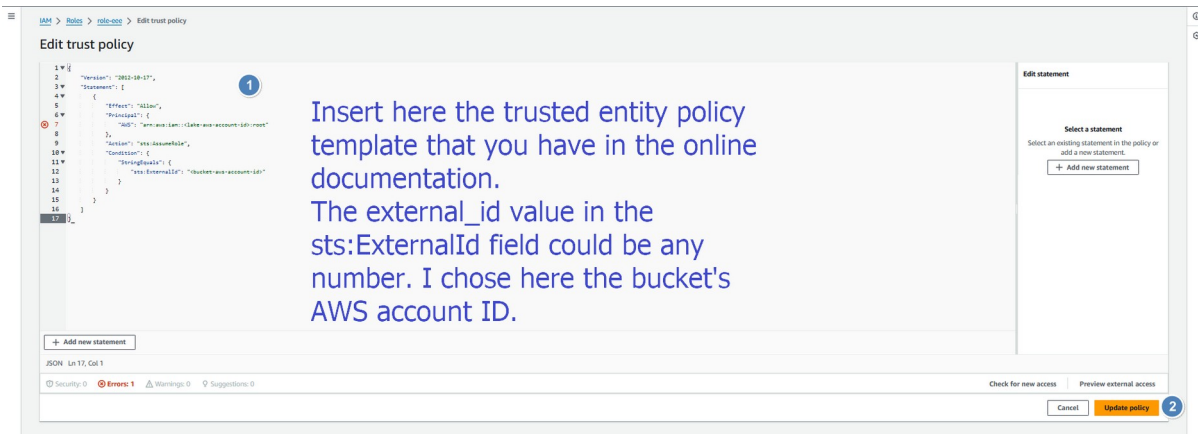 IAM > Roles > role-eee > Edit trust policy
Edit trust policy
1 {
2 "Version": "2012-10-17",
3 "Statement": [
4 {
5 "Effect": "Allow",
6 "Principal": {
7 "AWS": "arn:aws:iam::<lake-aws-account-id>:root"
8 },
9 "Action": "sts:AssumeRole",
10 "Condition": {
11 "StringEquals": {
12 "sts:ExternalId": "<bucket-aws-account-id>"
13 }
14 }
15 }
16 ]
17 }
1
Insert here the trusted entity policy
template that you have in the online
documentation.
The external_id value in the
sts:ExternalId field could be any
number. I chose here the bucket's
AWS account ID.
Edit statement
Select a statement
Select an existing statement in the policy or
add a new statement.
+ Add new statement
+ Add new statement
JSON Ln 17, Col 1
Security: 0 Errors: 1 Warnings: 0 Suggestions: 0
Check for new access Preview external access
Cancel Update policy 2